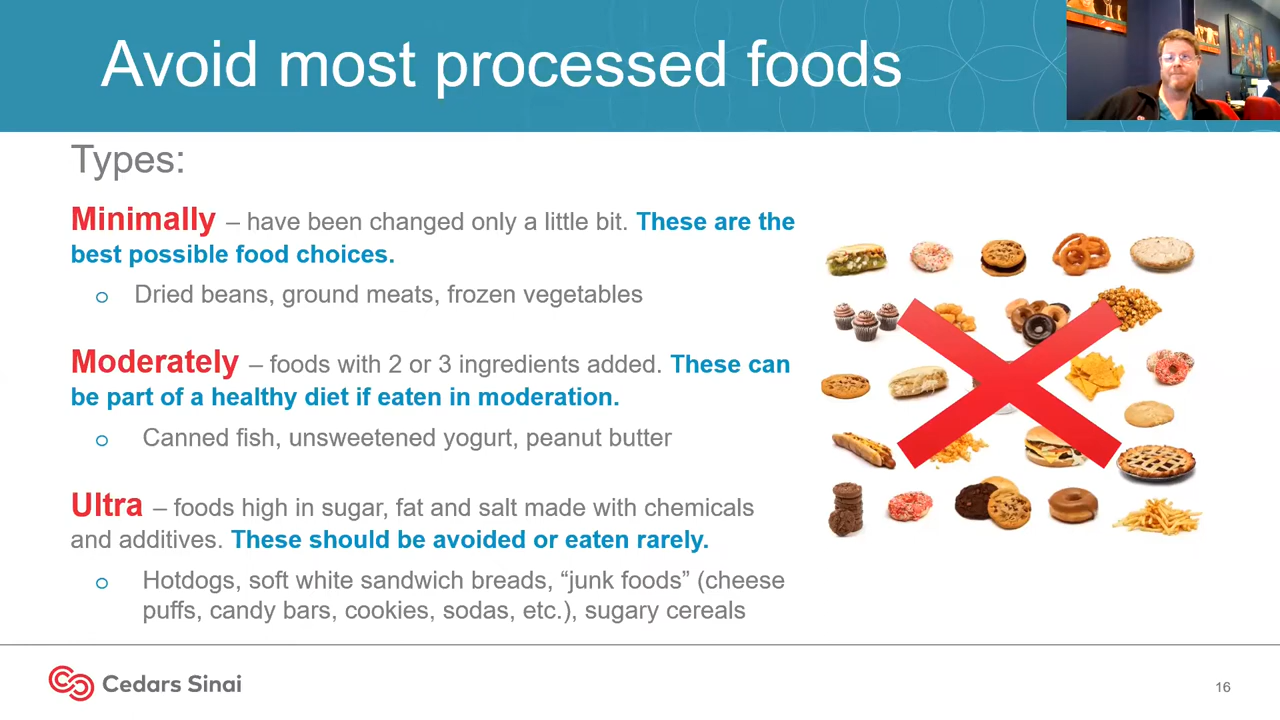 Avoid most processed foods
Types:
Minimally – have been changed only a little bit. These are the
best possible food choices.
o Dried beans, ground meats, frozen vegetables
Moderately – foods with 2 or 3 ingredients added. These can
be part of a healthy diet if eaten in moderation.
o Canned fish, unsweetened yogurt, peanut butter
Ultra – foods high in sugar, fat and salt made with chemicals
and additives. These should be avoided or eaten rarely.
o Hotdogs, soft white sandwich breads, “junk foods” (cheese
puffs, candy bars, cookies, sodas, etc.), sugary cereals
Cedars Sinai
16